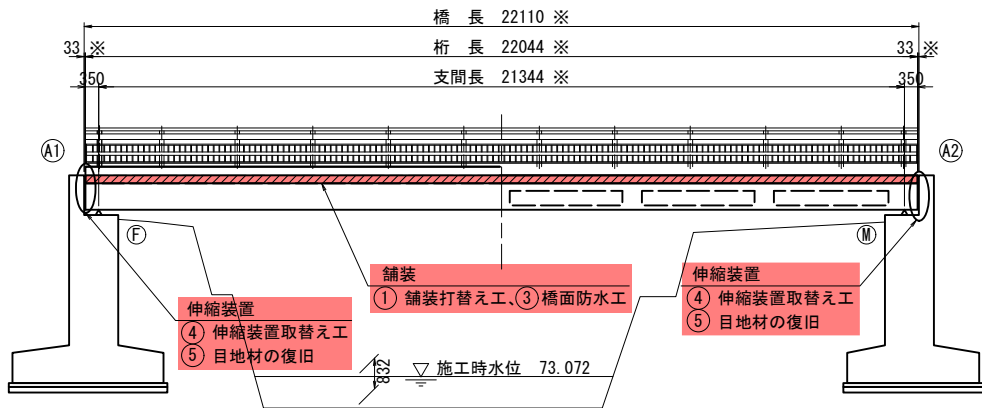 橋　長　22110 ※
33 ※　桁　長　22044 ※　33 ※
350　支間長　21344 ※　350
A1
A2
F
M
舗装
① 舗装打替え工、③ 橋面防水工
伸縮装置
④ 伸縮装置取替え工
⑤ 目地材の復旧
伸縮装置
④ 伸縮装置取替え工
⑤ 目地材の復旧
832
施工時水位　73.072